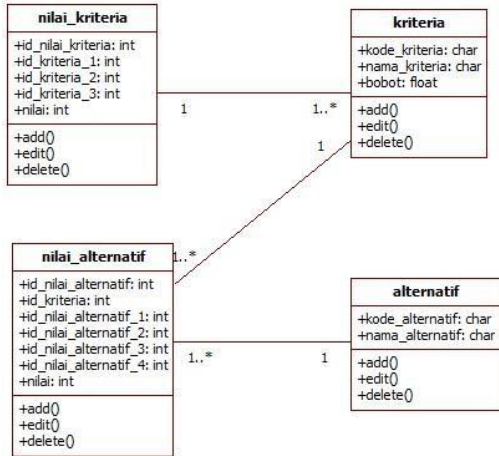 nilai_kriteria
+id_nilai_kriteria: int
+id_kriteria_1: int
+id_kriteria_2: int
+id_kriteria_3: int
+nilai: int
+add()
+edit()
+delete()
1
1..*
kriteria
+kode_kriteria: char
+nama_kriteria: char
+bobot: float
+add()
+edit()
+delete()
1
1..*
nilai_alternatif
+id_nilai_alternatif: int
+id_kriteria: int
+id_nilai_alternatif_1: int
+id_nilai_alternatif_2: int
+id_nilai_alternatif_3: int
+id_nilai_alternatif_4: int
+nilai: int
+add()
+edit()
+delete()
1..*
1
alternatif
+kode_alternatif: char
+nama_alternatif: char
+add()
+edit()
+delete()